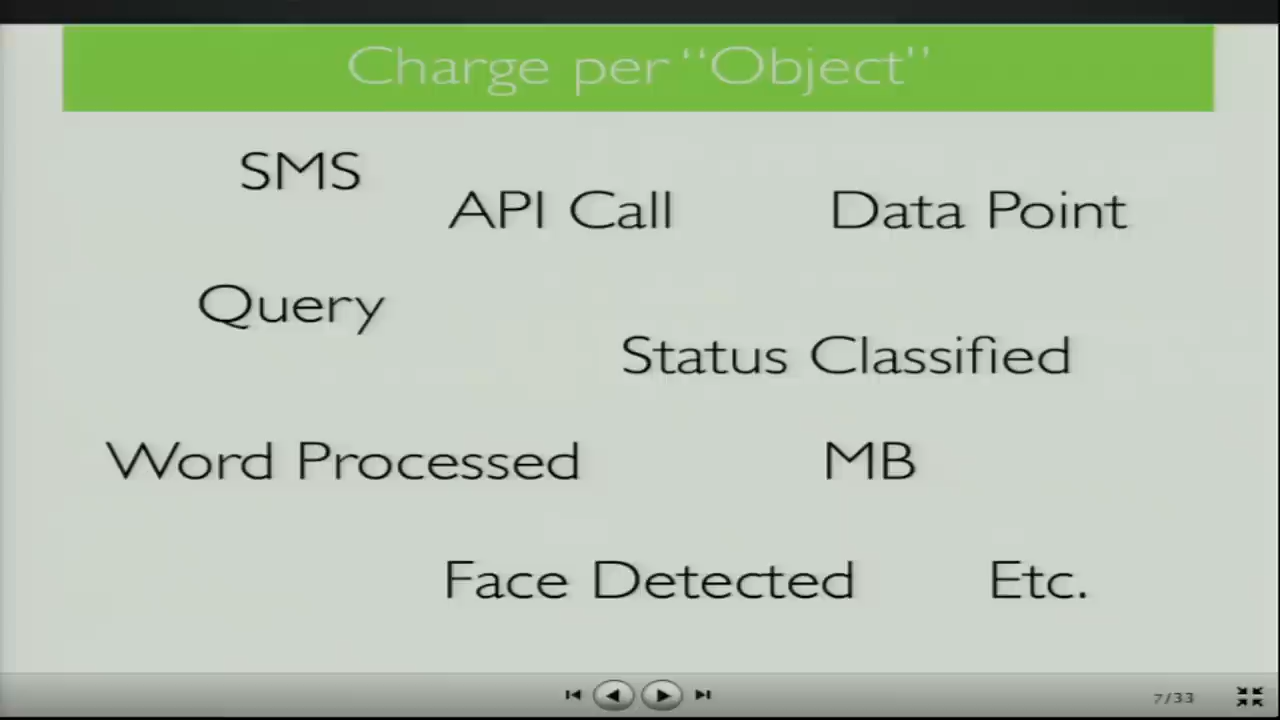 Charge per “Object”
SMS
API Call
Data Point
Query
Status Classified
Word Processed
MB
Face Detected
Etc.
7/33